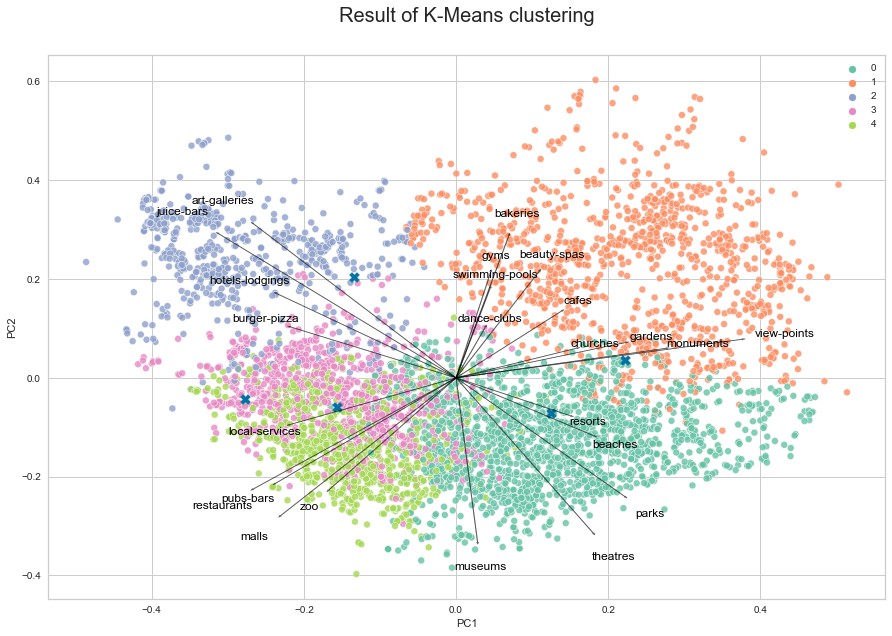 Result of K-Means clustering
0
1
2
3
4
0.6
0.4
0.2
0.0
−0.2
−0.4
PC2
art-galleries
juice-bars
bakeries
gyms
beauty-spas
swimming-pools
hotels-lodgings
cafes
burger-pizza
dance-clubs
view-points
gardens
churches
monuments
resorts
local-services
beaches
pubs-bars
restaurants
zoo
parks
malls
theatres
museums
−0.4
−0.2
0.0
0.2
0.4
PC1